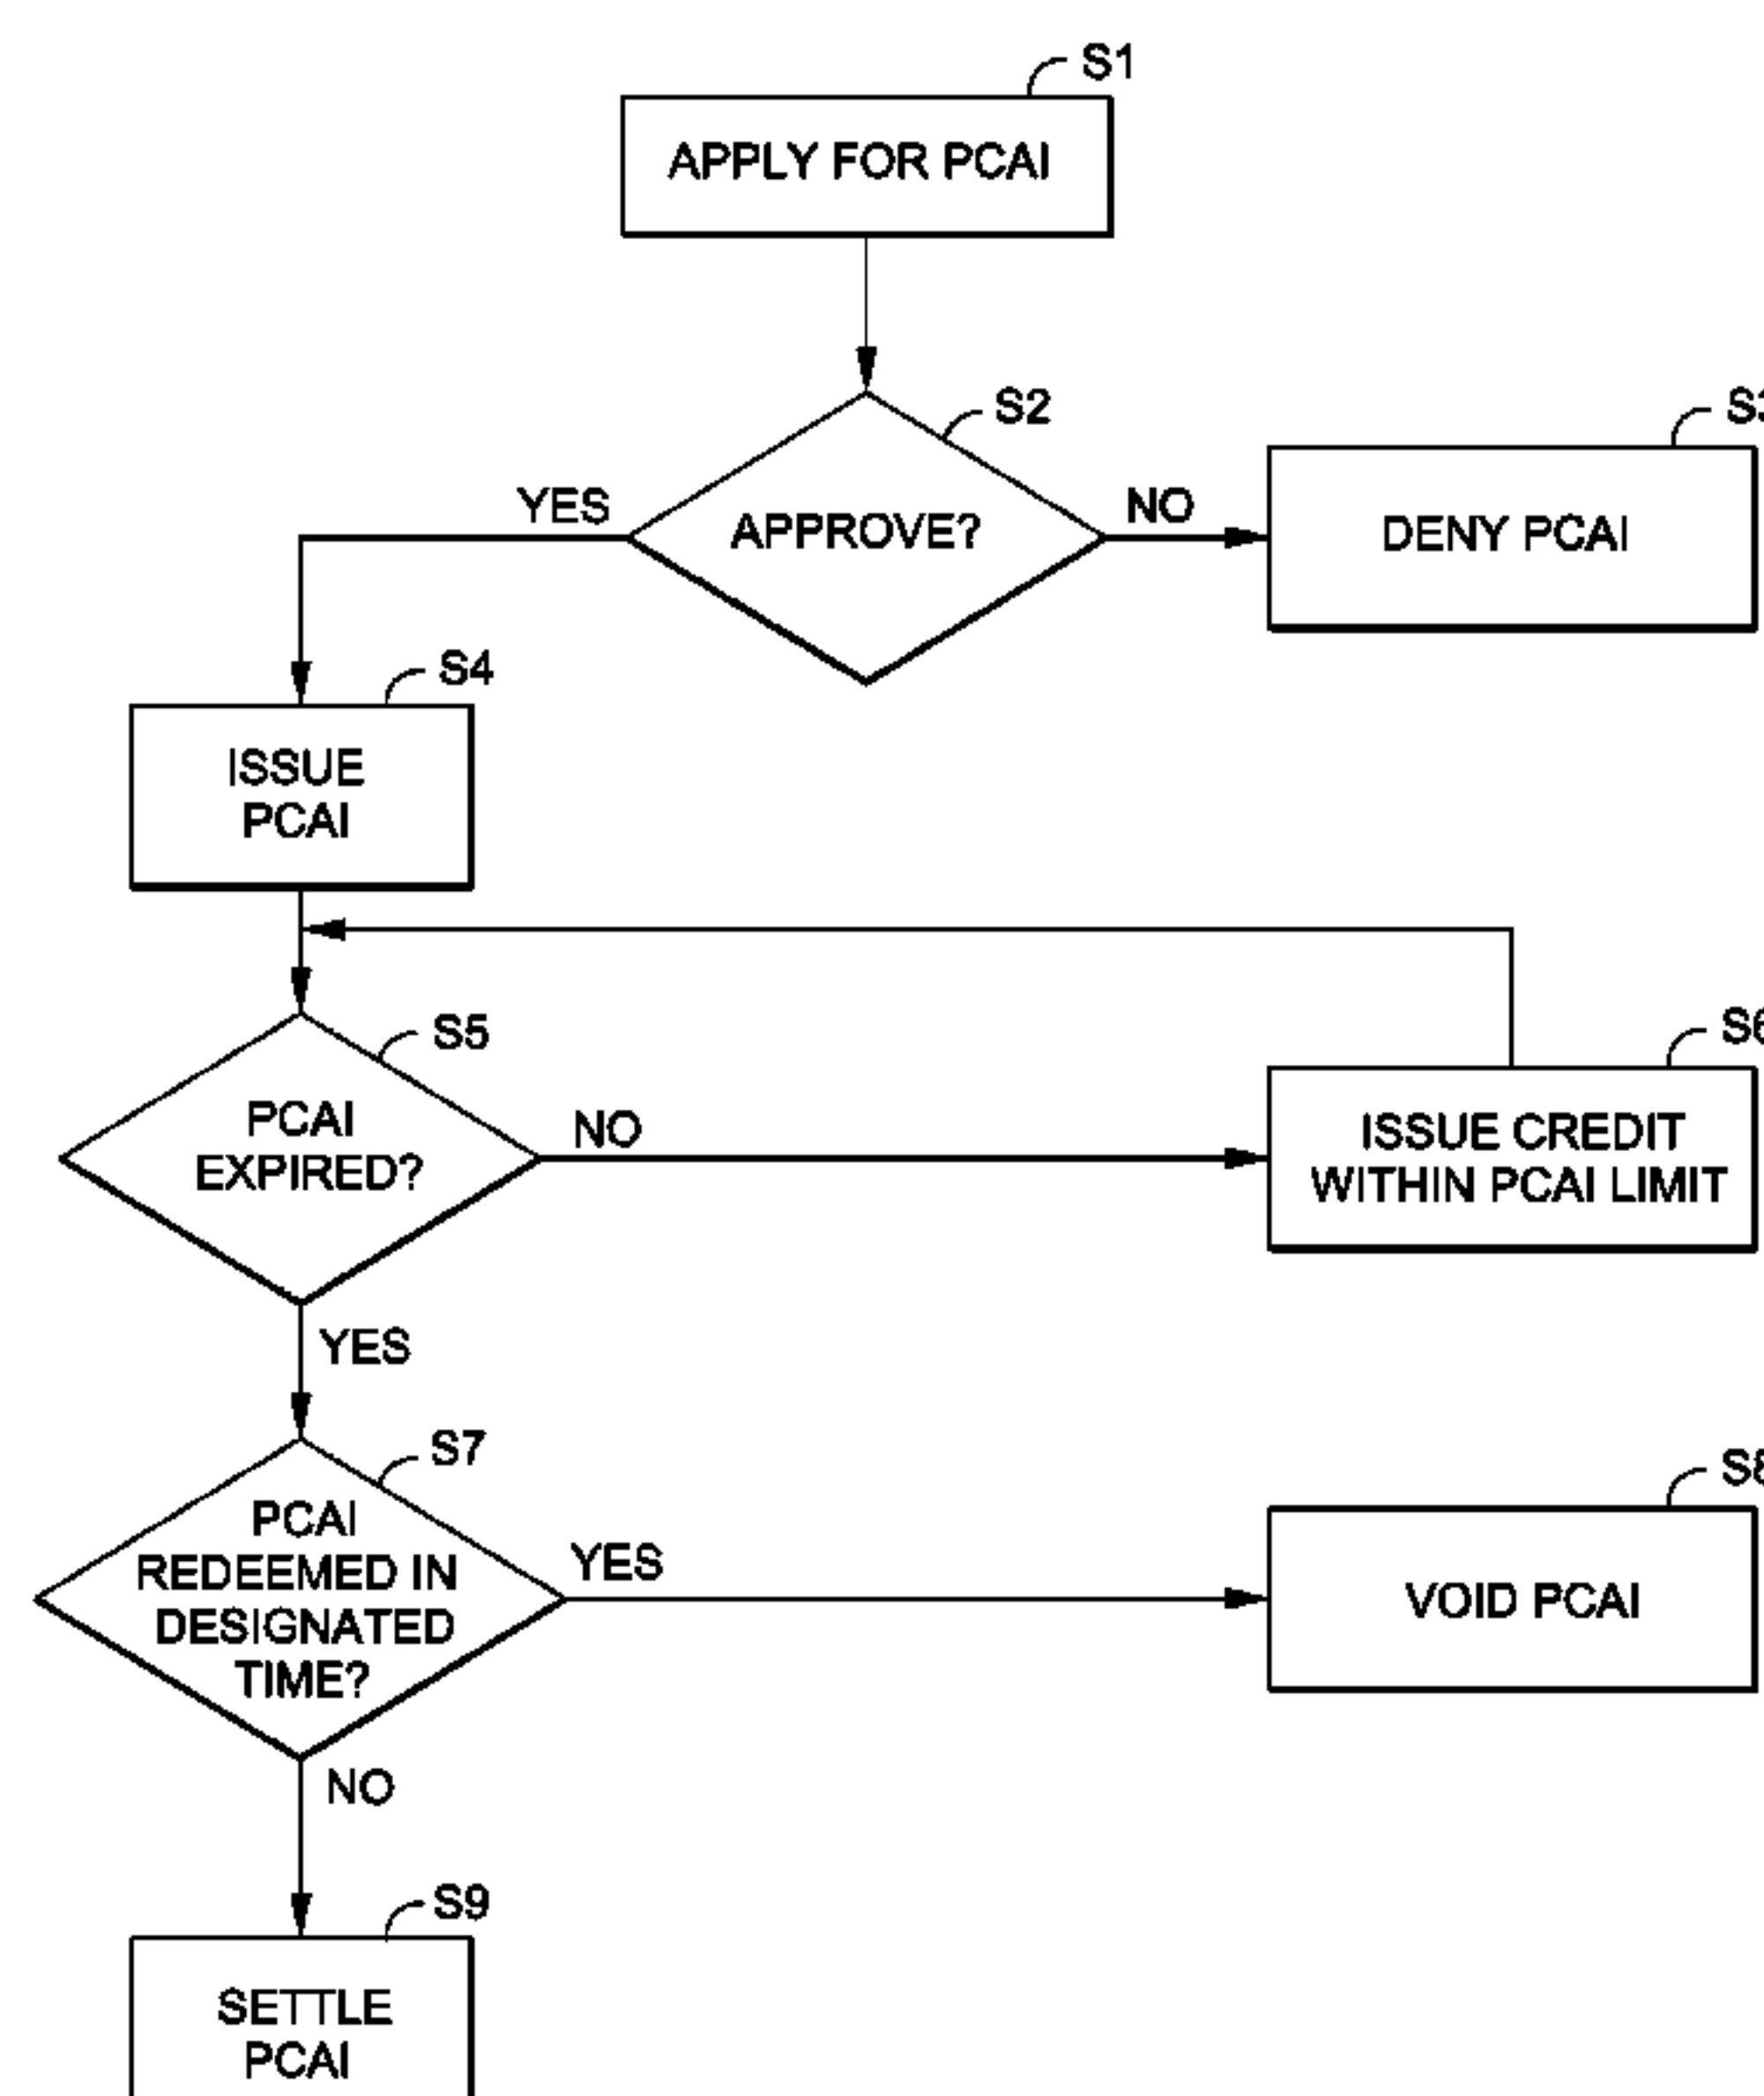 S1
APPLY FOR PCAI
S2
YES
APPROVE?
NO
DENY PCAI
S4
ISSUE
PCAI
S5
PCAI
EXPIRED?
NO
ISSUE CREDIT
WITHIN PCAI LIMIT
YES
S7
PCAI
REDEEMED IN
DESIGNATED
TIME?
YES
VOID PCAI
NO
S9
SETTLE
PCAI